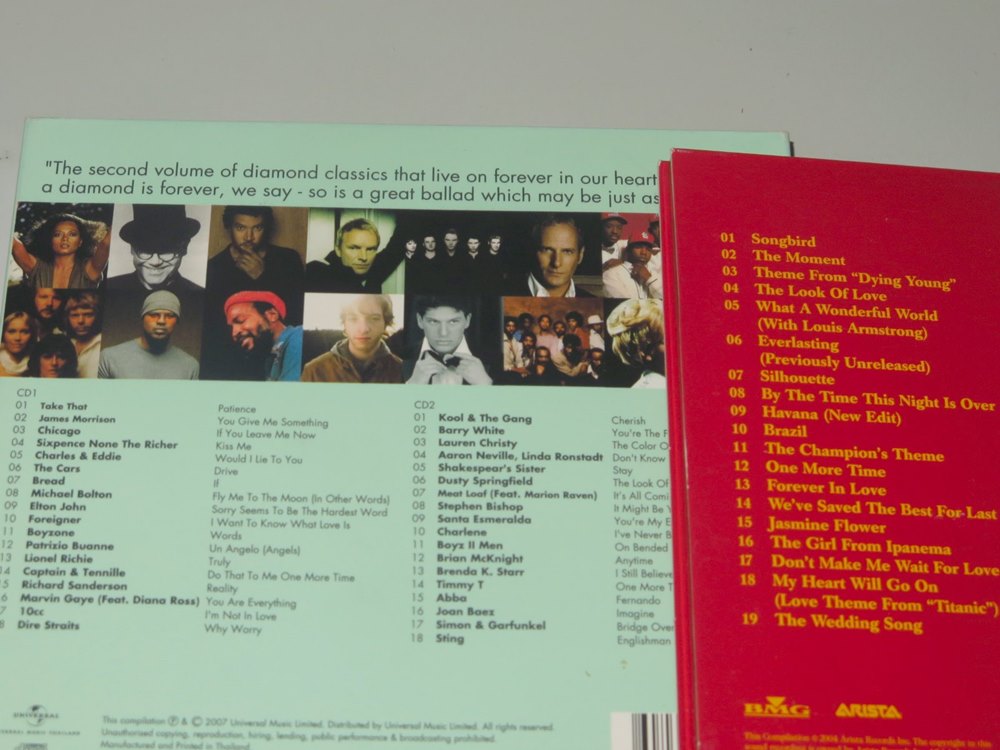 "The second volume of diamond classics that live on forever in our heart
a diamond is forever, we say - so is a great ballad which may be just as
CD1
01 Take That Patience
02 James Morrison You Give Me Something
03 Chicago If You Leave Me Now
04 Sixpence None The Richer Kiss Me
05 Charles & Eddie Would I Lie To You
06 The Cars Drive
07 Bread If
08 Michael Bolton Fly Me To The Moon (In Other Words)
09 Elton John Sorry Seems To Be The Hardest Word
10 Foreigner I Want To Know What Love Is
11 Boyzone Words
12 Patrizio Buanne Un Angelo (Angels)
13 Lionel Richie Truly
14 Captain & Tennille Do That To Me One More Time
5 Richard Sanderson Reality
6 Marvin Gaye (Feat. Diana Ross) You Are Everything
7 10cc I'm Not In Love
8 Dire Straits Why Worry
CD2
01 Kool & The Gang Cherish
02 Barry White You're The F
03 Lauren Christy The Color O
04 Aaron Neville, Linda Ronstadt Don't Know
05 Shakespear's Sister Stay
06 Dusty Springfield The Look Of
07 Meat Loaf (Feat. Marion Raven) It's All Comi
08 Stephen Bishop It Might Be
09 Santa Esmeralda You're My E
10 Charlene I've Never B
11 Boyz II Men On Bended
12 Brian McKnight Anytime
13 Brenda K. Starr I Still Believe
14 Timmy T One More T
15 Abba Fernando
16 Joan Baez Imagine
17 Simon & Garfunkel Bridge Over
18 Sting Englishman
UNIVERSAL
VERSAL MUSIC THAILAND
This compilation ℗ & © 2007 Universal Music Limited. Distributed by Universal Music Limited. All rights reserved.
Unauthorised copying, reproduction, hiring, lending, public performance & broadcasting prohibited.
Manufactured and Printed in Thailand
01 Songbird
02 The Moment
03 Theme From "Dying Young"
04 The Look Of Love
05 What A Wonderful World
(With Louis Armstrong)
06 Everlasting
(Previously Unreleased)
07 Silhouette
08 By The Time This Night Is Over
09 Havana (New Edit)
10 Brazil
11 The Champion's Theme
12 One More Time
13 Forever In Love
14 We've Saved The Best For Last
15 Jasmine Flower
16 The Girl From Ipanema
17 Don't Make Me Wait For Love
18 My Heart Will Go On
(Love Theme From "Titanic")
19 The Wedding Song
BMG ARISTA
This Compilation ℗ 2004 Arista Records Inc. The copyright in this